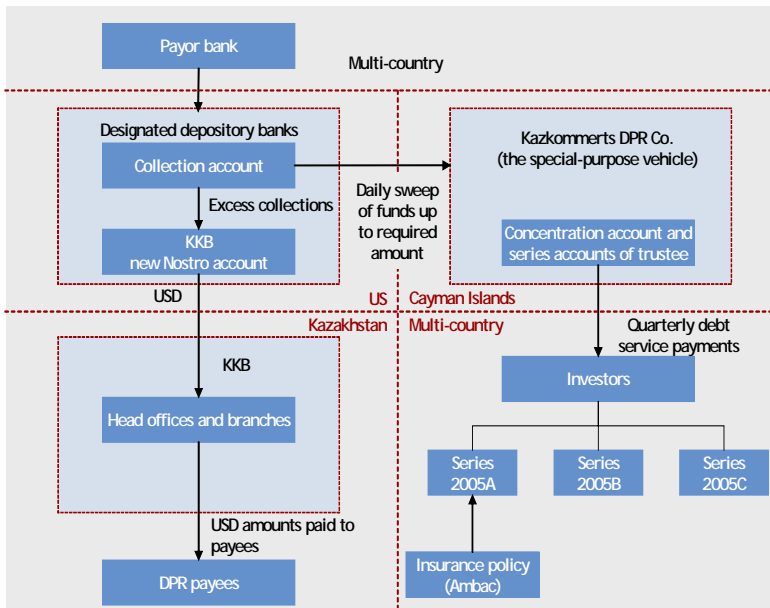 Payor bank
Multi-country
Designated depository banks
Collection account
Excess collections
KKB
new Nostro account
USD
Daily sweep
of funds up
to required
amount
Kazkommerts DPR Co.
(the special-purpose vehicle)
Concentration account and
series accounts of trustee
US
Cayman Islands
Kazakhstan
Multi-country
KKB
Head offices and branches
USD amounts paid to
payees
DPR payees
Quarterly debt
service payments
Investors
Series
2005A
Series
2005B
Series
2005C
Insurance policy
(Ambac)